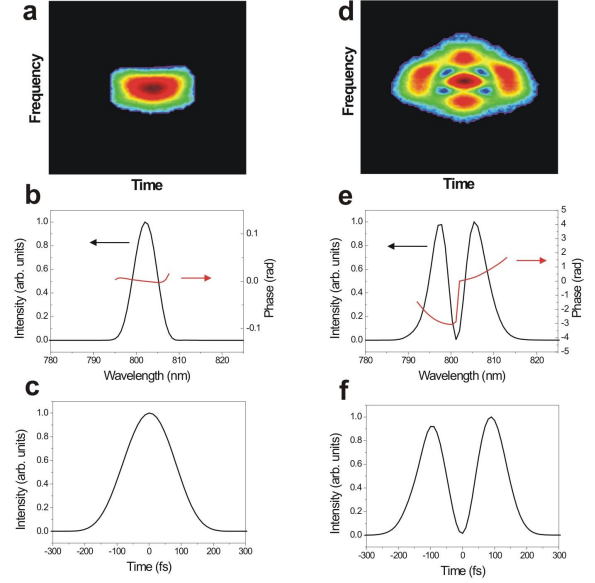 a
Frequency
Time
b
Intensity (arb. units)
1.0
0.8
0.6
0.4
0.2
0.0
0.1
0.0
-0.1
Phase (rad)
780 790 800 810 820
Wavelength (nm)
c
Intensity (arb. units)
1.0
0.8
0.6
0.4
0.2
0.0
-300 -200 -100 0 100 200 300
Time (fs)
d
Frequency
Time
e
Intensity (arb. units)
1.0
0.8
0.6
0.4
0.2
0.0
5
4
3
2
1
0
-1
-2
-3
-4
-5
Phase (rad)
780 790 800 810 820
Wavelength (nm)
f
Intensity (arb. units)
1.0
0.8
0.6
0.4
0.2
0.0
-300 -200 -100 0 100 200 300
Time (fs)